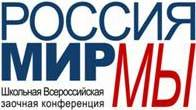 РОССИЯ
МИР МЫ
Школьная Всероссийская
заочная конференция